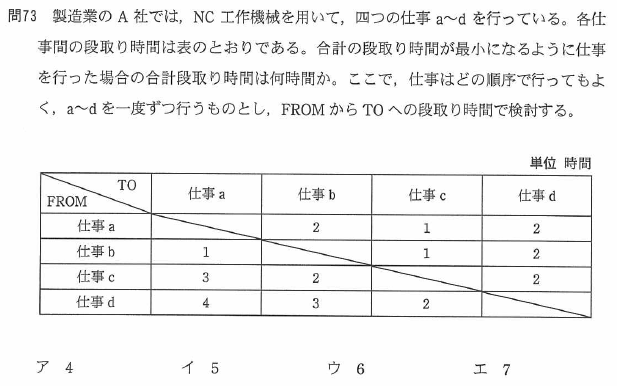 問73 製造業のA社では，NC工作機械を用いて，四つの仕事a～dを行っている。各仕
事間の段取り時間は表のとおりである。合計の段取り時間が最小になるように仕事
を行った場合の合計段取り時間は何時間か。ここで，仕事はどの順序で行ってもよ
く，a～dを一度ずつ行うものとし，FROMからTOへの段取り時間で検討する。
単位 時間
TO
FROM 仕事a 仕事b 仕事c 仕事d
仕事a 2 1 2
仕事b 1 1 2
仕事c 3 2 2
仕事d 4 3 2
ア 4 イ 5 ウ 6 エ 7